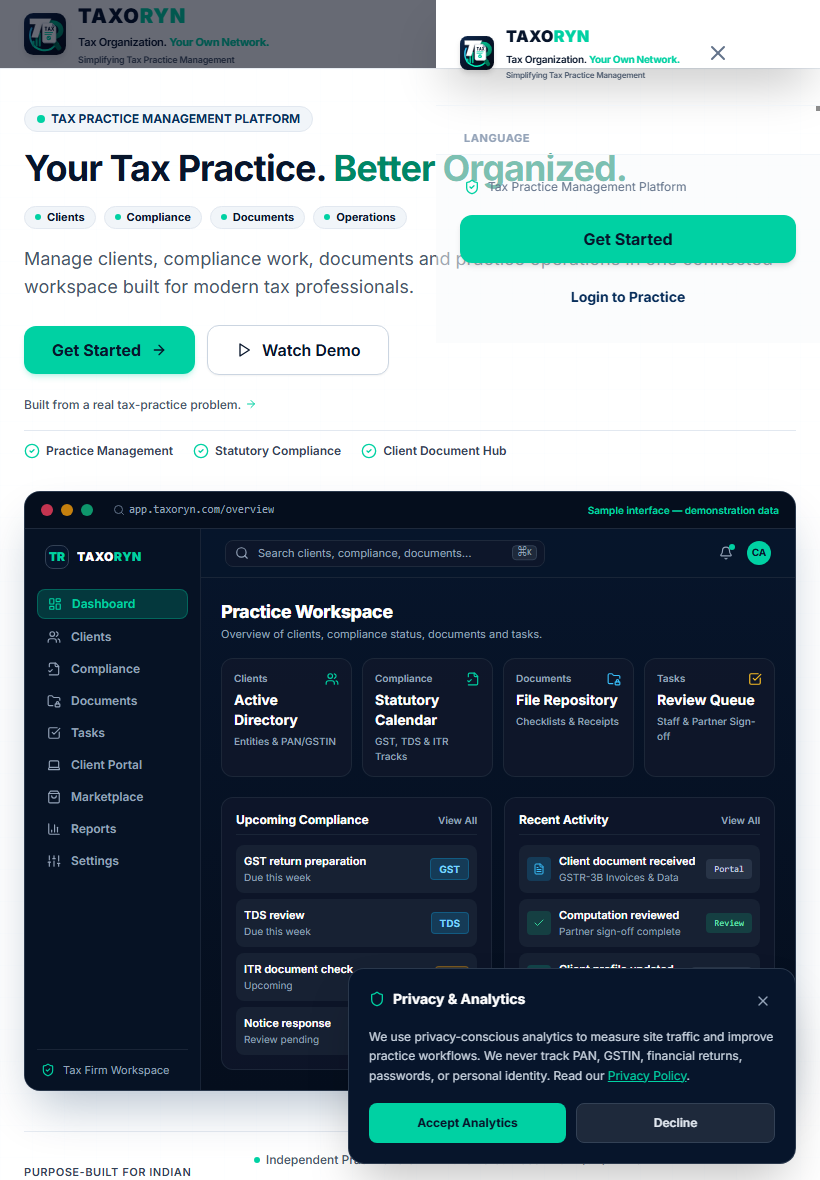 TAXORYN
Tax Organization. Your Own Network.
Simplifying Tax Practice Management
TAXORYN
Tax Organization. Your Own Network.
Simplifying Tax Practice Management
LANGUAGE
Tax Practice Management Platform
Get Started
Login to Practice
TAX PRACTICE MANAGEMENT PLATFORM
Your Tax Practice. Better Organized.
Clients
Compliance
Documents
Operations
Manage clients, compliance work, documents and practice operations in one connected
workspace built for modern tax professionals.
Get Started
Watch Demo
Built from a real tax-practice problem.
Practice Management
Statutory Compliance
Client Document Hub
app.taxoryn.com/overview
Sample interface — demonstration data
TR TAXORYN
Search clients, compliance, documents...
⌘K
CA
Dashboard
Clients
Compliance
Documents
Tasks
Client Portal
Marketplace
Reports
Settings
Tax Firm Workspace
Practice Workspace
Overview of clients, compliance status, documents and tasks.
Clients
Active
Directory
Entities & PAN/GSTIN
Compliance
Statutory
Calendar
GST, TDS & ITR
Tracks
Documents
File Repository
Checklists & Receipts
Tasks
Review Queue
Staff & Partner Sign-
off
Upcoming Compliance
View All
GST return preparation
Due this week
GST
TDS review
Due this week
TDS
ITR document check
Upcoming
Notice response
Review pending
Recent Activity
View All
Client document received
GSTR-3B Invoices & Data
Portal
Computation reviewed
Partner sign-off complete
Review
Client profile updated
Privacy & Analytics
We use privacy-conscious analytics to measure site traffic and improve
practice workflows. We never track PAN, GSTIN, financial returns,
passwords, or personal identity. Read our Privacy Policy.
Accept Analytics
Decline
PURPOSE-BUILT FOR INDIAN
Independent